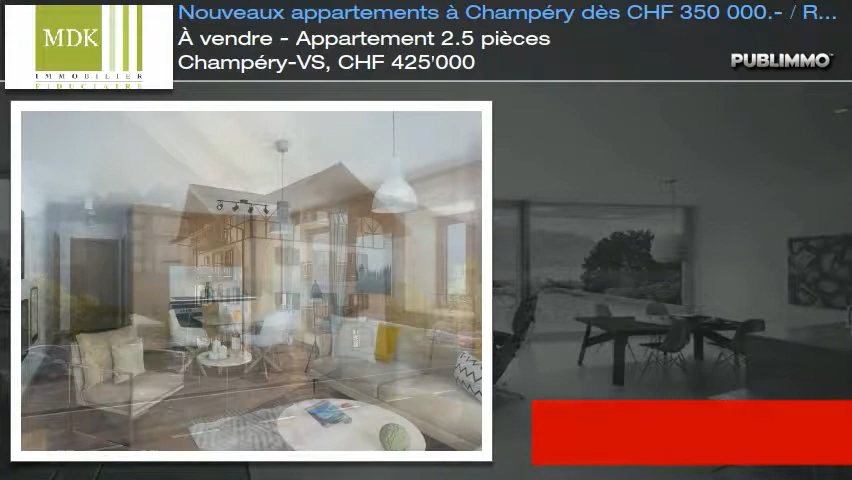 MDK
IMMOBILIER
FIDUCIAIRE
Nouveaux appartements à Champéry dès CHF 350 000.- / R...
À vendre - Appartement 2.5 pièces
Champéry-VS, CHF 425'000
PUBLIMMO